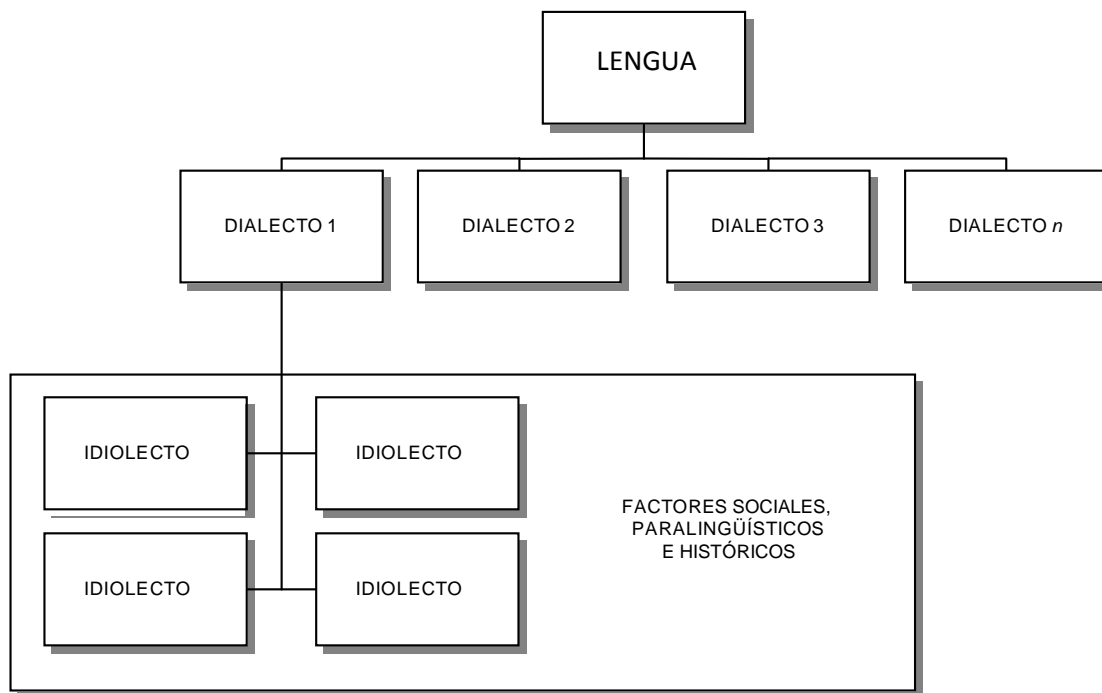 LENGUA
DIALECTO 1
DIALECTO 2
DIALECTO 3
DIALECTO n
IDIOLECTO
IDIOLECTO
FACTORES SOCIALES,
PARALINGÜÍSTICOS
E HISTÓRICOS
IDIOLECTO
IDIOLECTO